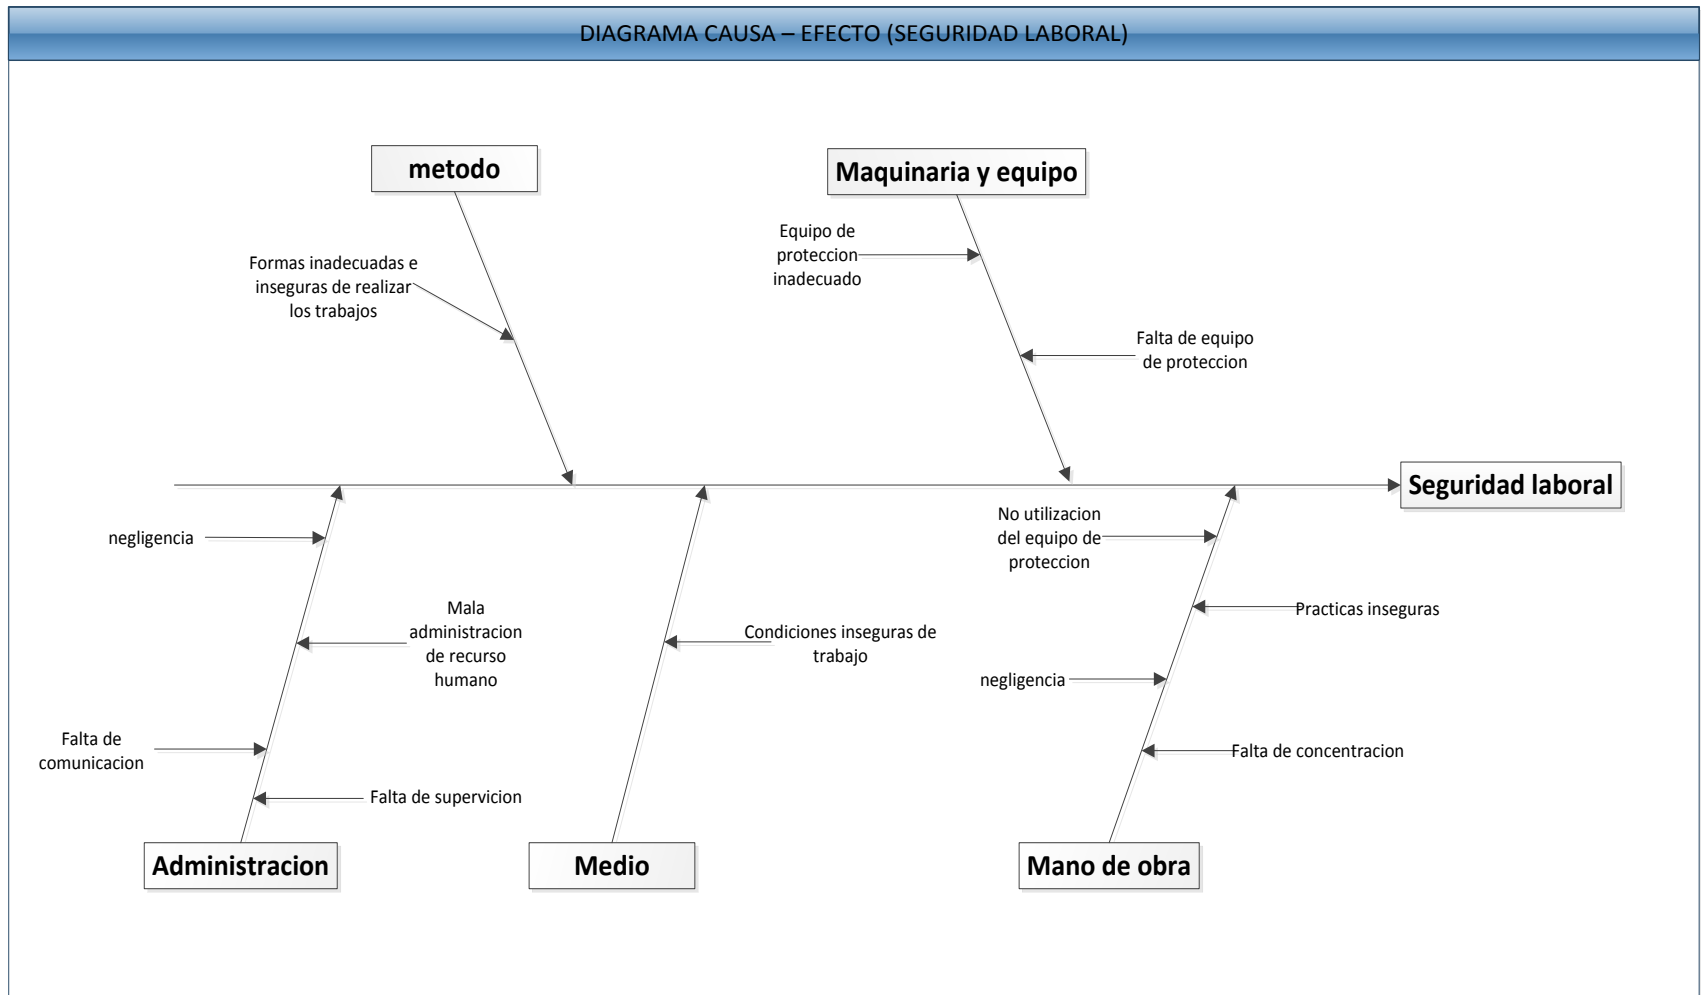 DIAGRAMA CAUSA – EFECTO (SEGURIDAD LABORAL)
metodo
Maquinaria y equipo
Equipo de
proteccion
inadecuado
Formas inadecuadas e
inseguras de realizar
los trabajos
Falta de equipo
de proteccion
Seguridad laboral
negligencia
No utilizacion
del equipo de
proteccion
Mala
administracion
de recurso
humano
Condiciones inseguras de
trabajo
Practicas inseguras
negligencia
Falta de
comunicacion
Falta de concentracion
Falta de supervicion
Administracion
Medio
Mano de obra